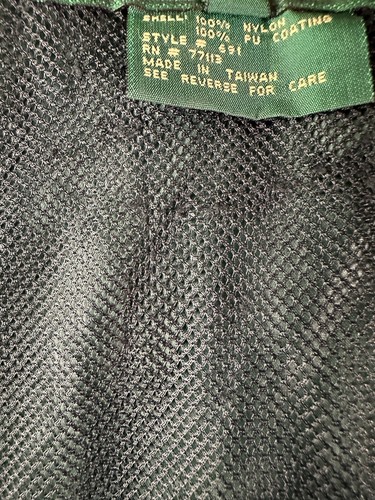 SHELL: 100% NYLON
100% PU COATING
STYLE # 691
RN # 77113
MADE IN TAIWAN
SEE REVERSE FOR CARE